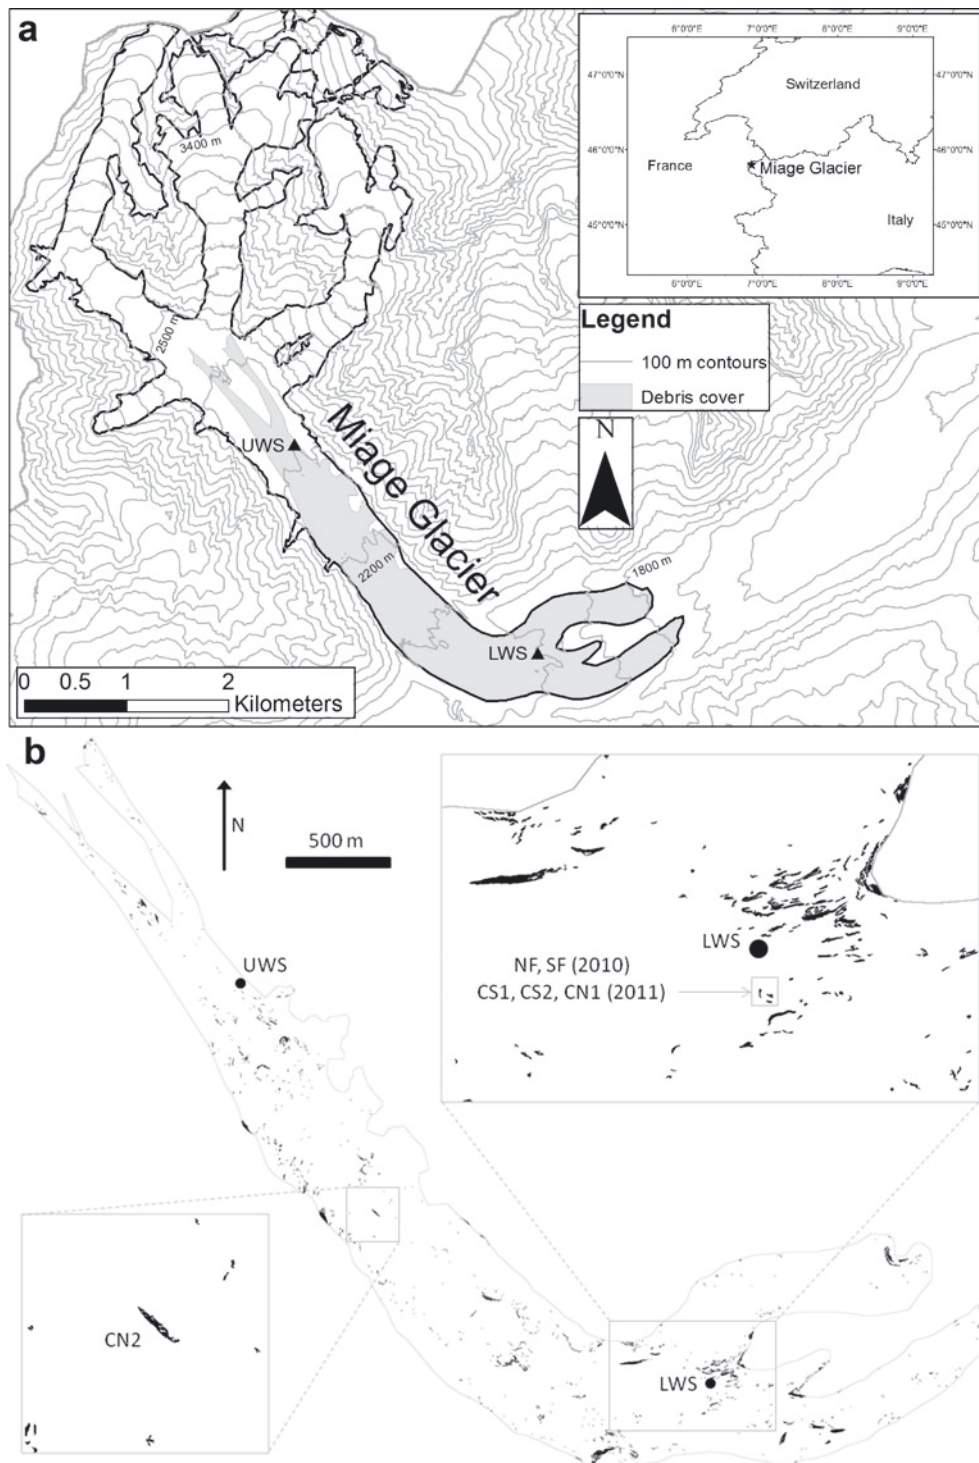 a
6°0'0"E 7°0'0"E 8°0'0"E 9°0'0"E
47°0'0"N 47°0'0"N
Switzerland
46°0'0"N 46°0'0"N
France
Miage Glacier
Italy
45°0'0"N 45°0'0"N
6°0'0"E 7°0'0"E 8°0'0"E 9°0'0"E
3400 m
2500 m
Legend
100 m contours
Debris cover
N
UWS
Miage Glacier
2200 m
1800 m
LWS
0 0.5 1 2
Kilometers
b
N
500 m
UWS
LWS
NF, SF (2010)
CS1, CS2, CN1 (2011)
CN2
LWS